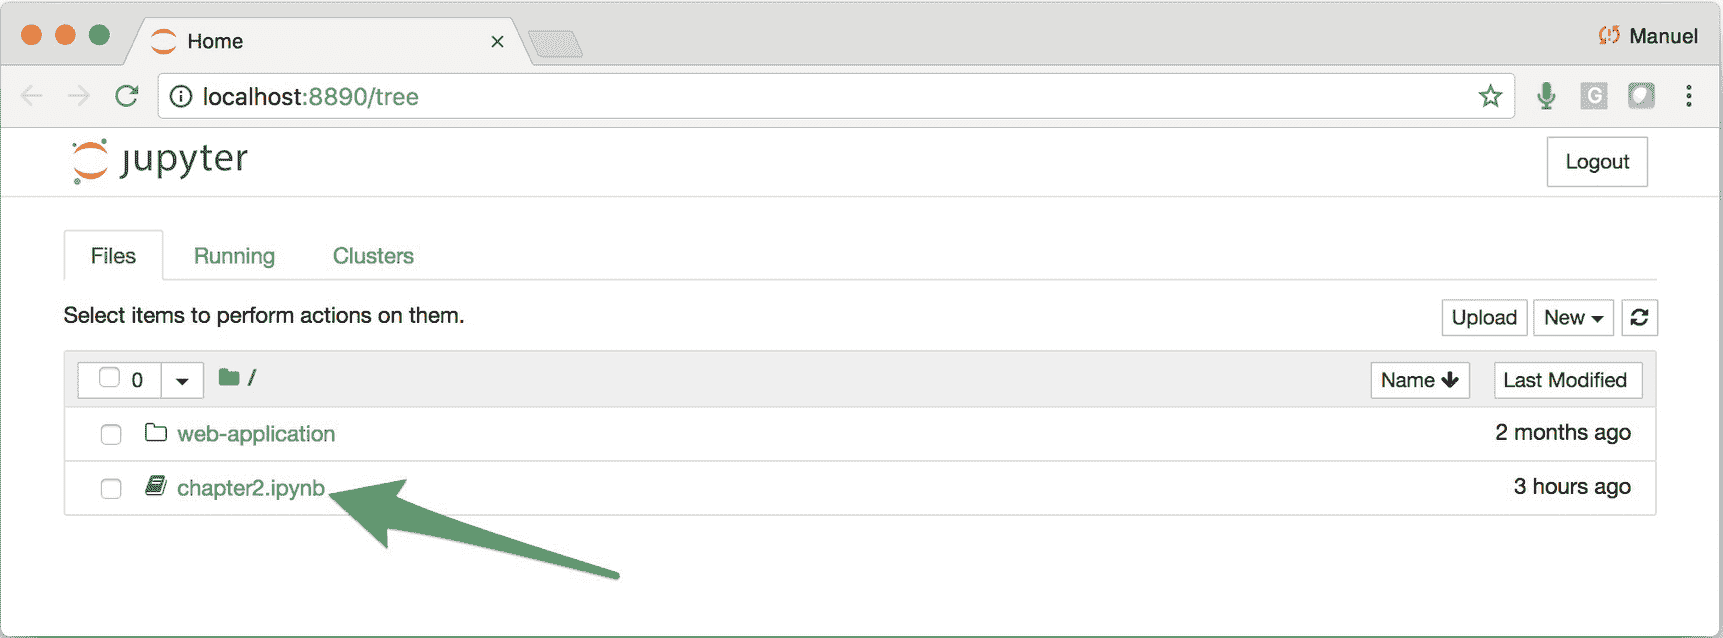 Home
Manuel
localhost:8890/tree
G
jupyter
Logout
Files Running Clusters
Select items to perform actions on them.
Upload New
0 /
Name Last Modified
web-application 2 months ago
chapter2.ipynb 3 hours ago